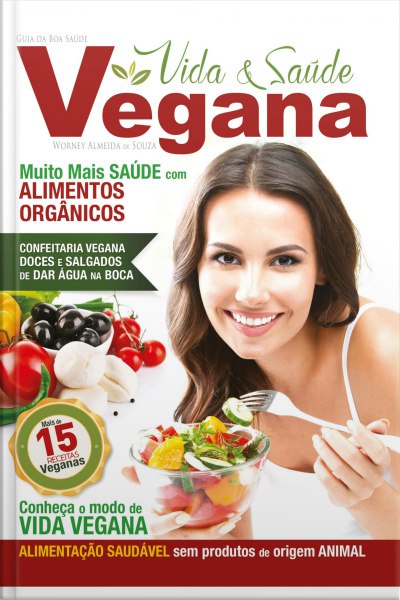 Guia da Boa Saúde
Vida & Saúde
Vegana
Worney Almeida de Souza
Muito Mais SAÚDE com
ALIMENTOS
ORGÂNICOS
CONFEITARIA VEGANA
DOCES E SALGADOS
DE DAR ÁGUA NA BOCA
Mais de
15
RECEITAS
Veganas
Conheça o modo de
VIDA VEGANA
ALIMENTAÇÃO SAUDÁVEL sem produtos de origem ANIMAL